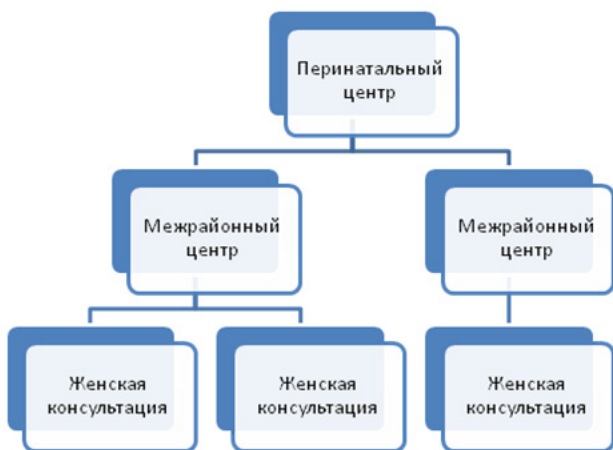 Перинатальный
центр
Межрайонный
центр
Межрайонный
центр
Женская
консультация
Женская
консультация
Женская
консультация